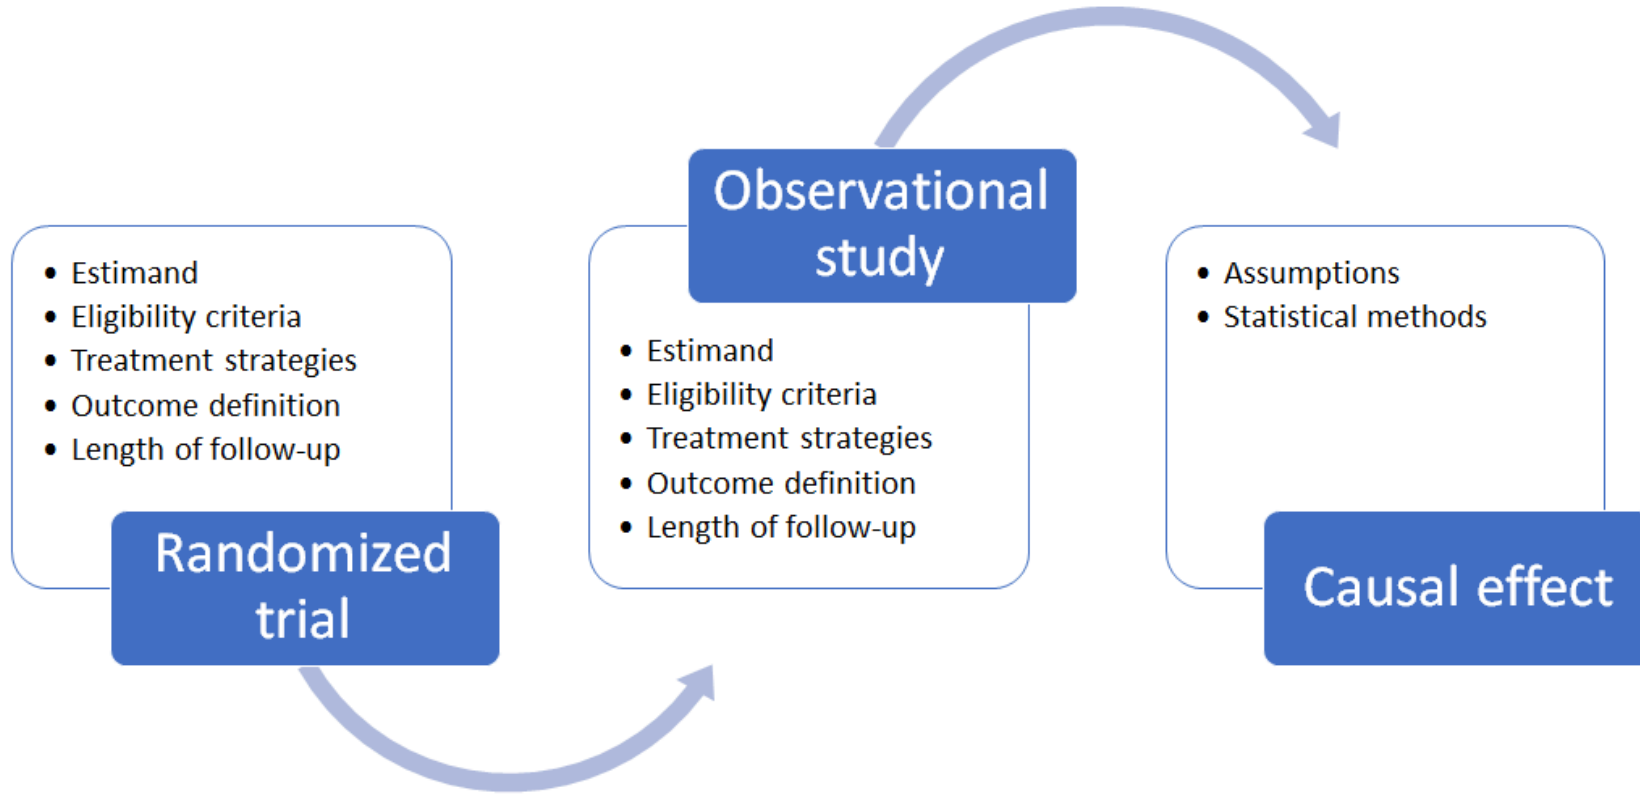 • Estimand
• Eligibility criteria
• Treatment strategies
• Outcome definition
• Length of follow-up
Randomized
trial
Observational
study
• Estimand
• Eligibility criteria
• Treatment strategies
• Outcome definition
• Length of follow-up
• Assumptions
• Statistical methods
Causal effect